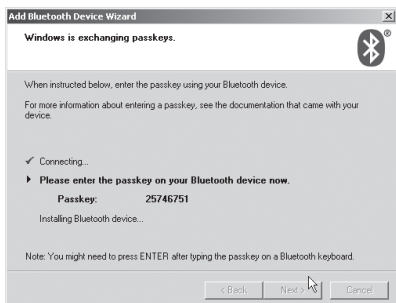 Add Bluetooth Device Wizard
Windows is exchanging passkeys.
®
When instructed below, enter the passkey using your Bluetooth device.
For more information about entering a passkey, see the documentation that came with your
device.
✓ Connecting...
Please enter the passkey on your Bluetooth device now.
Passkey: 25746751
Installing Bluetooth device...
Note: You might need to press ENTER after typing the passkey on a Bluetooth keyboard.
< Back Next > Cancel